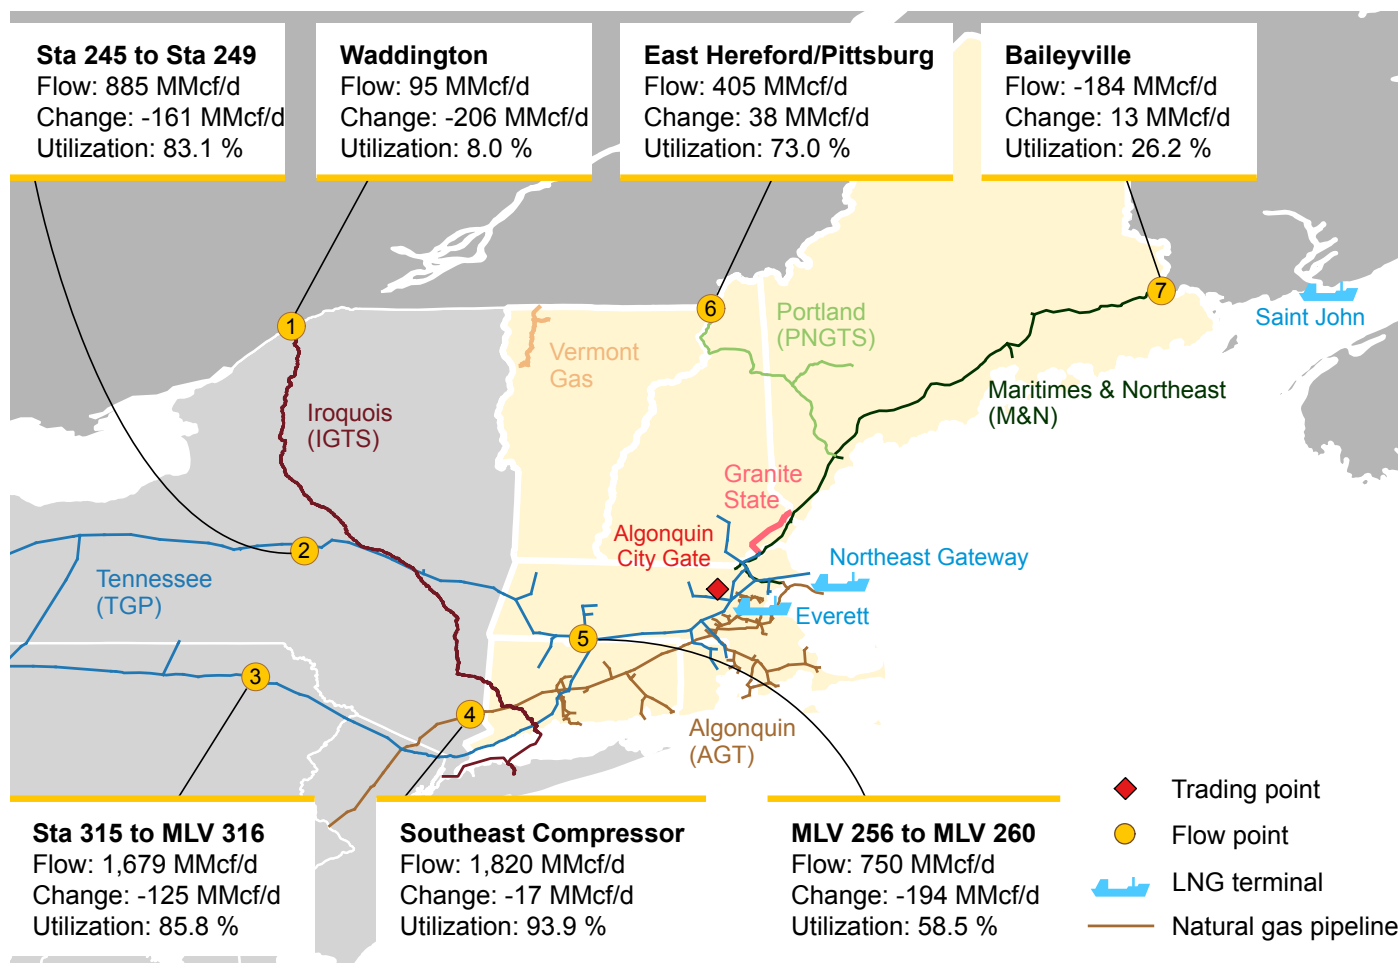 Sta 245 to Sta 249
Flow: 885 MMcf/d
Change: -161 MMcf/d
Utilization: 83.1 %
Waddington
Flow: 95 MMcf/d
Change: -206 MMcf/d
Utilization: 8.0 %
East Hereford/Pittsburg
Flow: 405 MMcf/d
Change: 38 MMcf/d
Utilization: 73.0 %
Baileyville
Flow: -184 MMcf/d
Change: 13 MMcf/d
Utilization: 26.2 %
7
6
1
Saint John
Portland
(PNGTS)
Vermont
Gas
Maritimes & Northeast
(M&N)
Iroquois
(IGTS)
Granite
State
Algonquin
City Gate
2
Northeast Gateway
Tennessee
(TGP)
Everett
5
3
4
Algonquin
(AGT)
Sta 315 to MLV 316
Flow: 1,679 MMcf/d
Change: -125 MMcf/d
Utilization: 85.8 %
Southeast Compressor
Flow: 1,820 MMcf/d
Change: -17 MMcf/d
Utilization: 93.9 %
MLV 256 to MLV 260
Flow: 750 MMcf/d
Change: -194 MMcf/d
Utilization: 58.5 %
Trading point
Flow point
LNG terminal
Natural gas pipeline